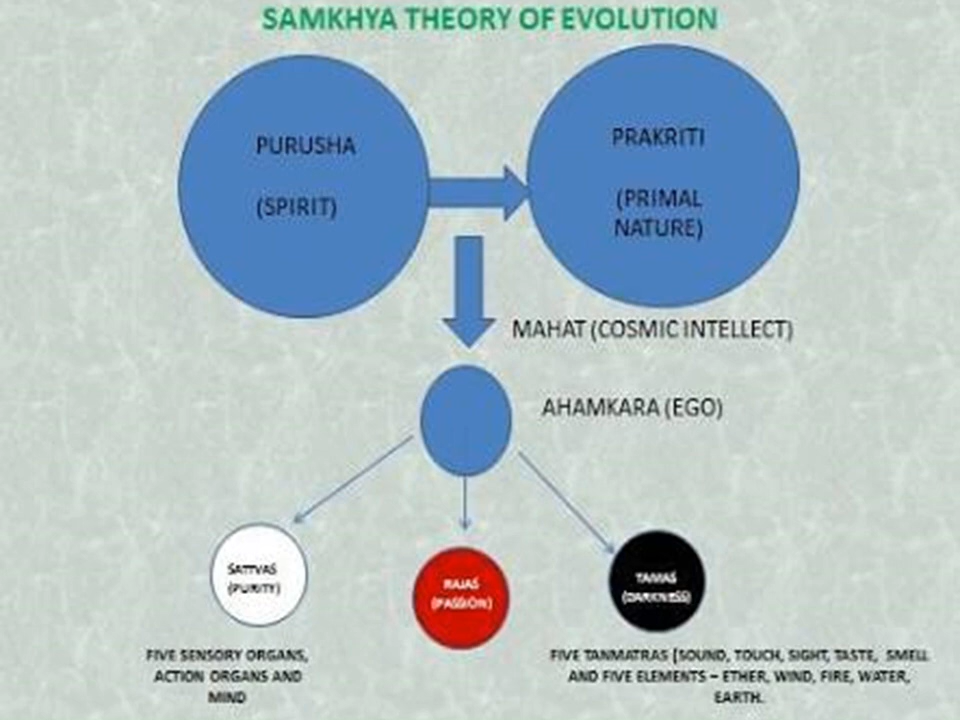 SAMKHYA THEORY OF EVOLUTION
PURUSHA
(SPIRIT)
PRAKRITI
(PRIMAL
NATURE)
MAHAT (COSMIC INTELLECT)
AHAMKARA (EGO)
SATTVAS
(PURITY)
RAJAS
(PASSION)
TAMAS
(DARKNESS)
FIVE SENSORY ORGANS,
ACTION ORGANS AND
MIND
FIVE TANMATRAS [SOUND, TOUCH, SIGHT, TASTE, SMELL
AND FIVE ELEMENTS – ETHER, WIND, FIRE, WATER,
EARTH.